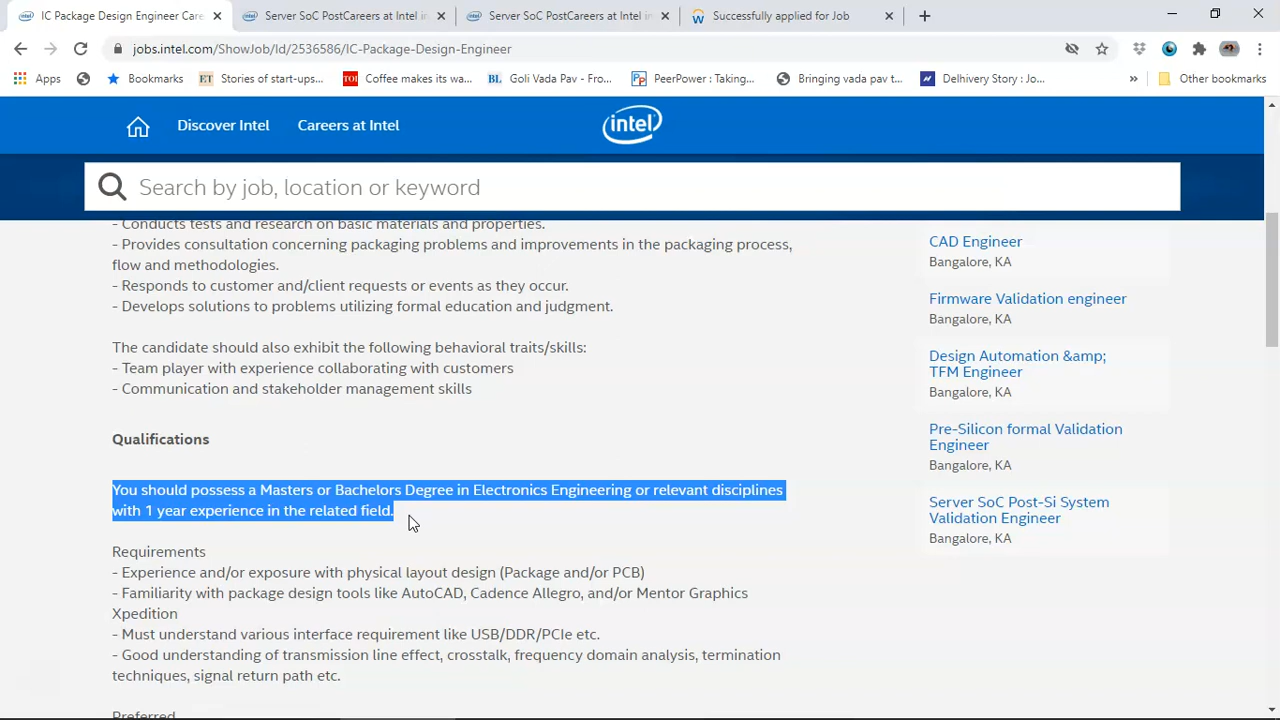 IC Package Design Engineer Care
Server SoC PostCareers at Intel in
Server SoC PostCareers at Intel in
Successfully applied for Job
jobs.intel.com/ShowJob/Id/2536586/IC-Package-Design-Engineer
Apps
Bookmarks
ET Stories of start-ups...
TOI Coffee makes its wa...
BL Goli Vada Pav - Fro...
Pp PeerPower : Taking...
Bringing vada pav t...
Delhivery Story : Jo...
»
Other bookmarks
Discover Intel
Careers at Intel
intel
Search by job, location or keyword
- Conducts tests and research on basic materials and properties.
- Provides consultation concerning packaging problems and improvements in the packaging process,
flow and methodologies.
- Responds to customer and/client requests or events as they occur.
- Develops solutions to problems utilizing formal education and judgment.
The candidate should also exhibit the following behavioral traits/skills:
- Team player with experience collaborating with customers
- Communication and stakeholder management skills
Qualifications
You should possess a Masters or Bachelors Degree in Electronics Engineering or relevant disciplines
with 1 year experience in the related field.
Requirements
- Experience and/or exposure with physical layout design (Package and/or PCB)
- Familiarity with package design tools like AutoCAD, Cadence Allegro, and/or Mentor Graphics
Xpedition
- Must understand various interface requirement like USB/DDR/PCIe etc.
- Good understanding of transmission line effect, crosstalk, frequency domain analysis, termination
techniques, signal return path etc.
Preferred
CAD Engineer
Bangalore, KA
Firmware Validation engineer
Bangalore, KA
Design Automation &amp;
TFM Engineer
Bangalore, KA
Pre-Silicon formal Validation
Engineer
Bangalore, KA
Server SoC Post-Si System
Validation Engineer
Bangalore, KA